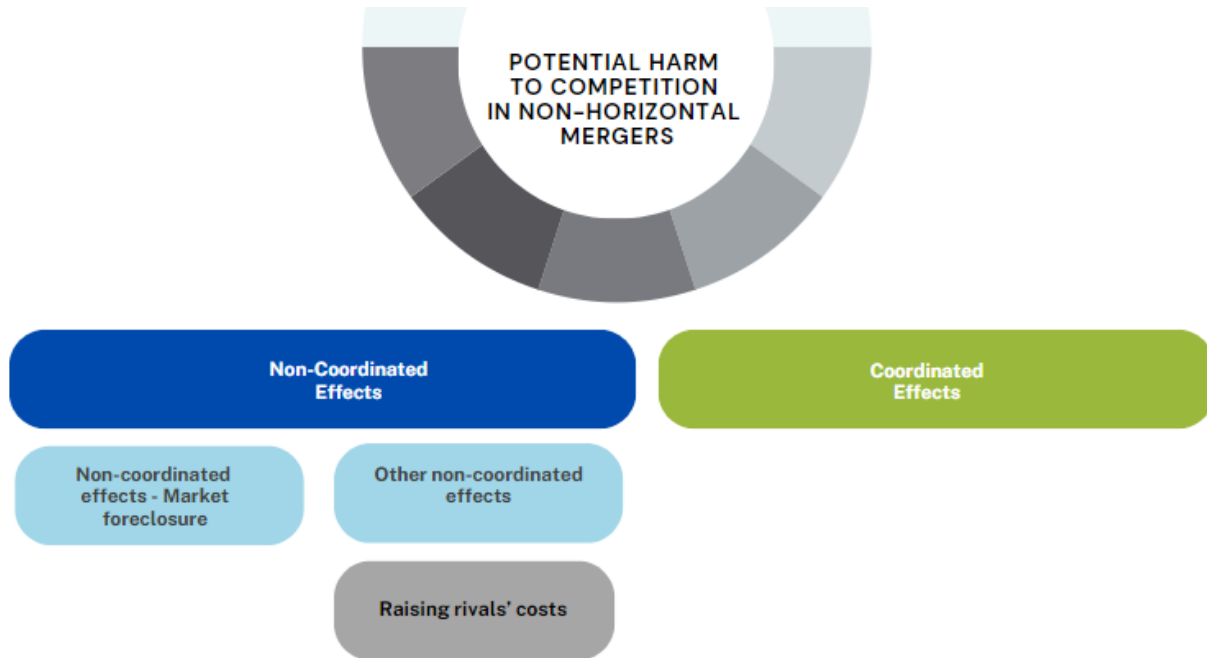 POTENTIAL HARM
TO COMPETITION
IN NON-HORIZONTAL
MERGERS
Non-Coordinated
Effects
Coordinated
Effects
Non-coordinated
effects - Market
foreclosure
Other non-coordinated
effects
Raising rivals' costs